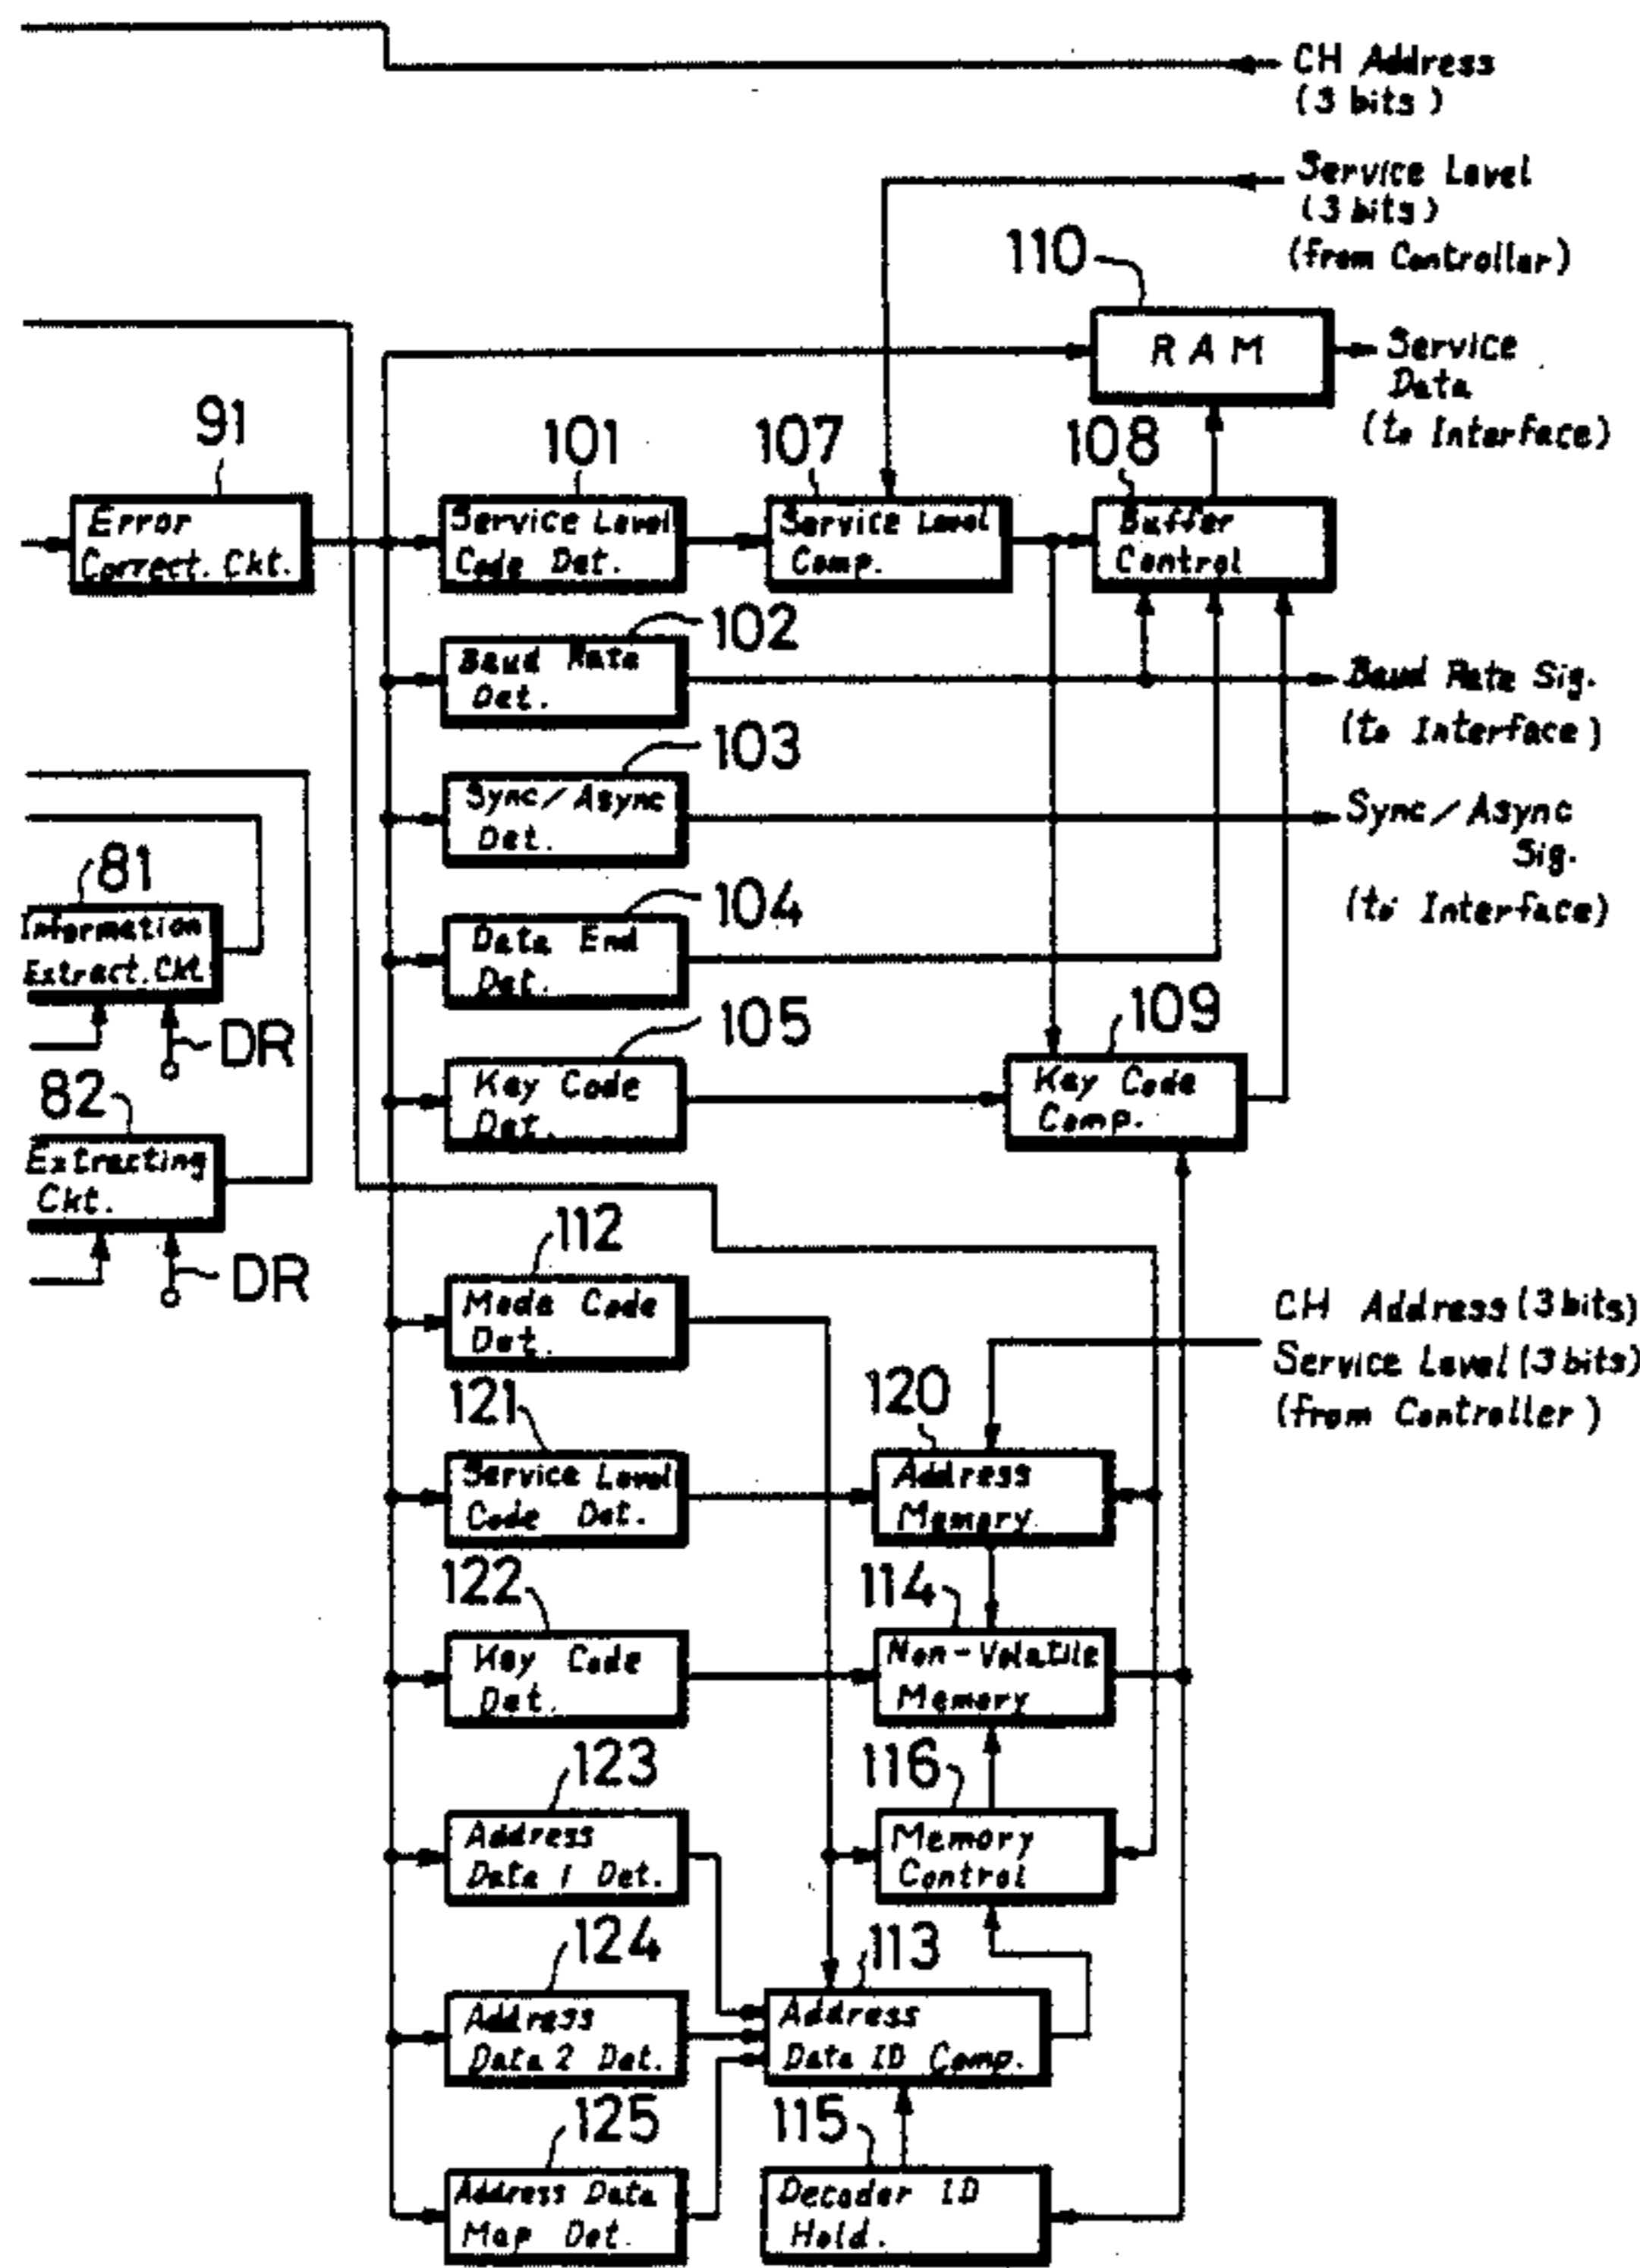 CH Address
(3 bits)
Service Level
(3 bits)
(from Controller)
110
RAM
Service
Data
(to Interface)
91
Error
Correct. Ckt.
101
Service Level
Code Det.
107
Service Level
Comp.
108
Buffer
Control
102
Baud Rate
Det.
Baud Rate Sig.
(to Interface)
103
Sync/Async
Det.
Sync/Async
Sig.
(to Interface)
81
Information
Extract. Ckt
DR
104
Data End
Det.
105
Key Code
Det.
109
Key Code
Comp.
82
Extracting
Ckt.
DR
112
Mode Code
Det.
CH Address (3 bits)
Service Level (3 bits)
(from Controller)
121
Service Level
Code Det.
120
Address
Memory
122
Key Code
Det.
114
Non-Volatile
Memory
123
Address
Data 1 Det.
116
Memory
Control
124
Address
Data 2 Det.
113
Address
Data ID Comp.
125
Address Data
Map Det.
115
Decoder ID
Hold.